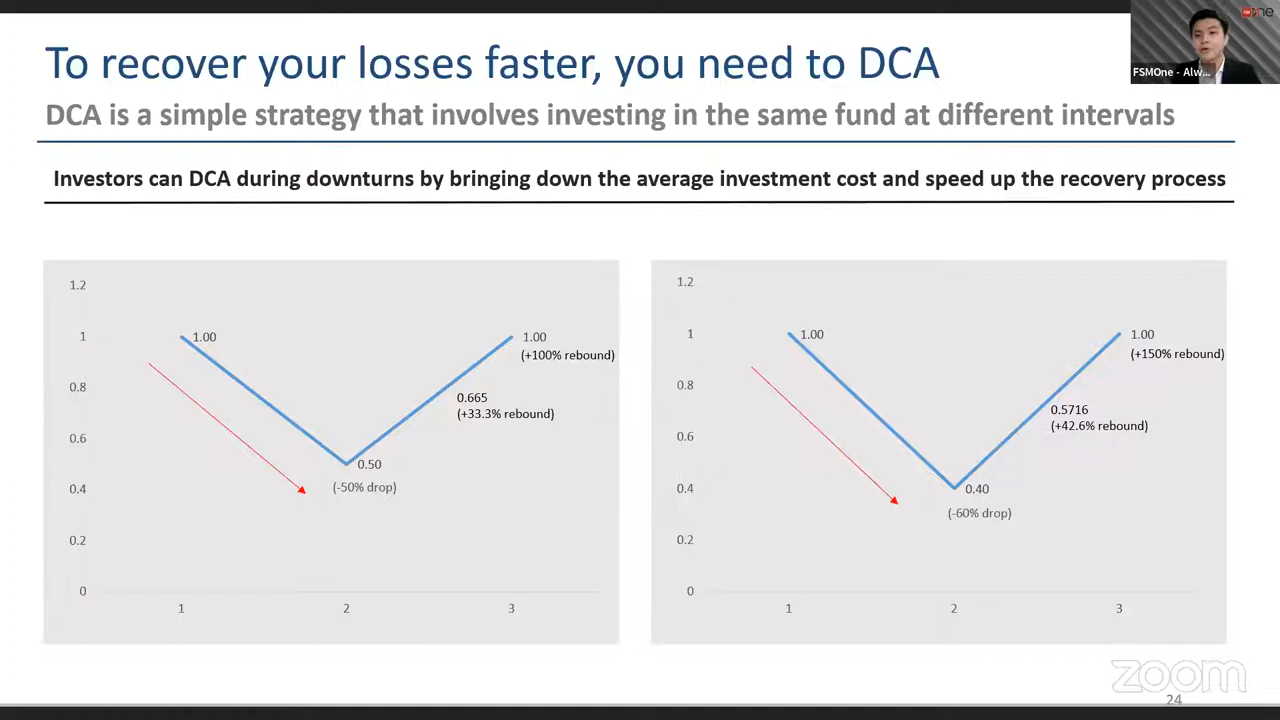 To recover your losses faster, you need to DCA
DCA is a simple strategy that involves investing in the same fund at different intervals
Investors can DCA during downturns by bringing down the average investment cost and speed up the recovery process
one
FSMOne - Alw...
1.2
1
0.8
0.6
0.4
0.2
0
1
2
3
1.00
0.50
(-50% drop)
0.665
(+33.3% rebound)
1.00
(+100% rebound)
1.2
1
0.8
0.6
0.4
0.2
0
1
2
3
1.00
0.40
(-60% drop)
0.5716
(+42.6% rebound)
1.00
(+150% rebound)
zoom
24